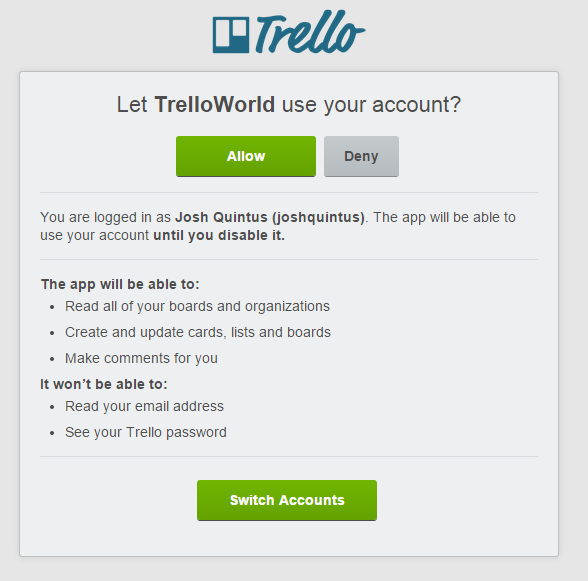 Trello
Let TrelloWorld use your account?
Allow
Deny
You are logged in as Josh Quintus (joshquintus). The app will be able to
use your account until you disable it.
The app will be able to:
• Read all of your boards and organizations
• Create and update cards, lists and boards
• Make comments for you
It won’t be able to:
• Read your email address
• See your Trello password
Switch Accounts